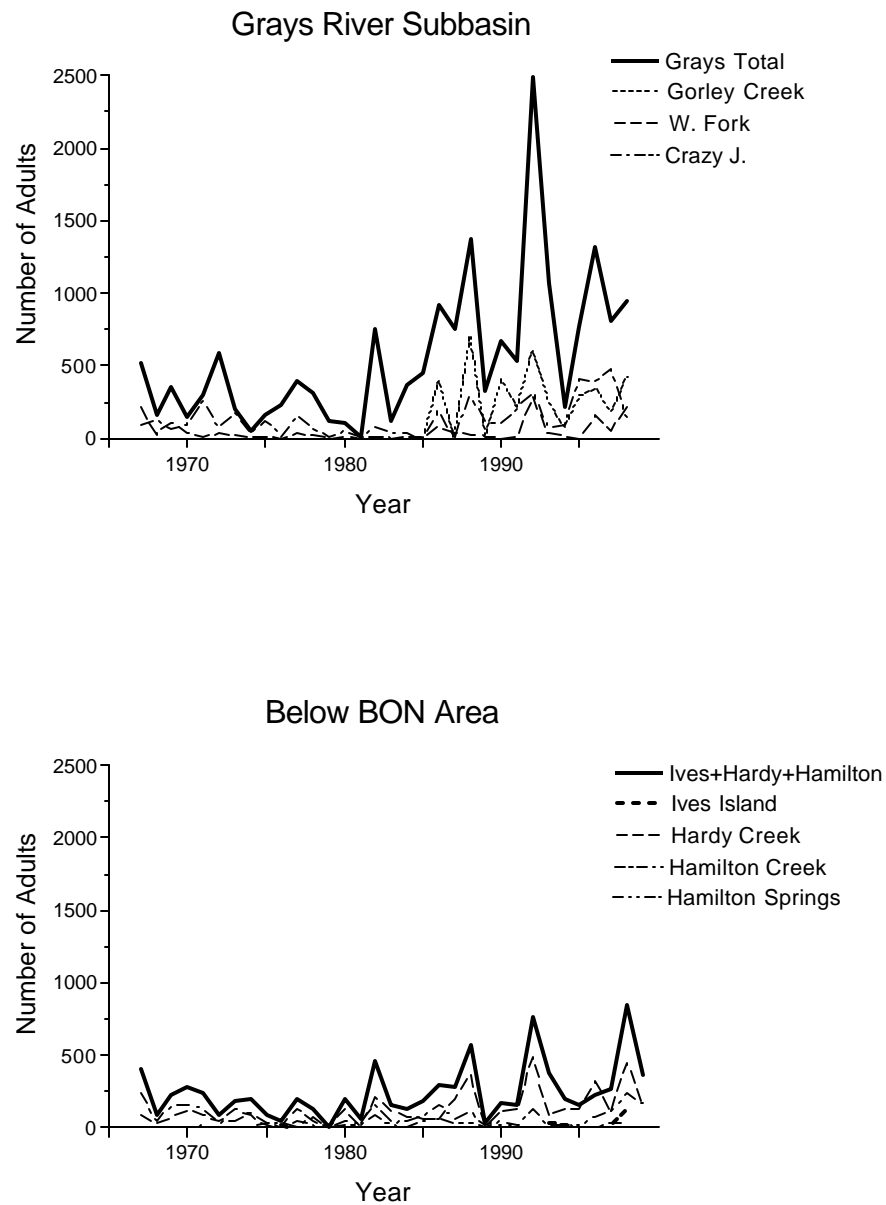 Grays River Subbasin
Grays Total
Gorley Creek
W. Fork
Crazy J.
Number of Adults
2500
2000
1500
1000
500
0
1970
1980
1990
Year
Below BON Area
Ives+Hardy+Hamilton
Ives Island
Hardy Creek
Hamilton Creek
Hamilton Springs
Number of Adults
2500
2000
1500
1000
500
0
1970
1980
1990
Year